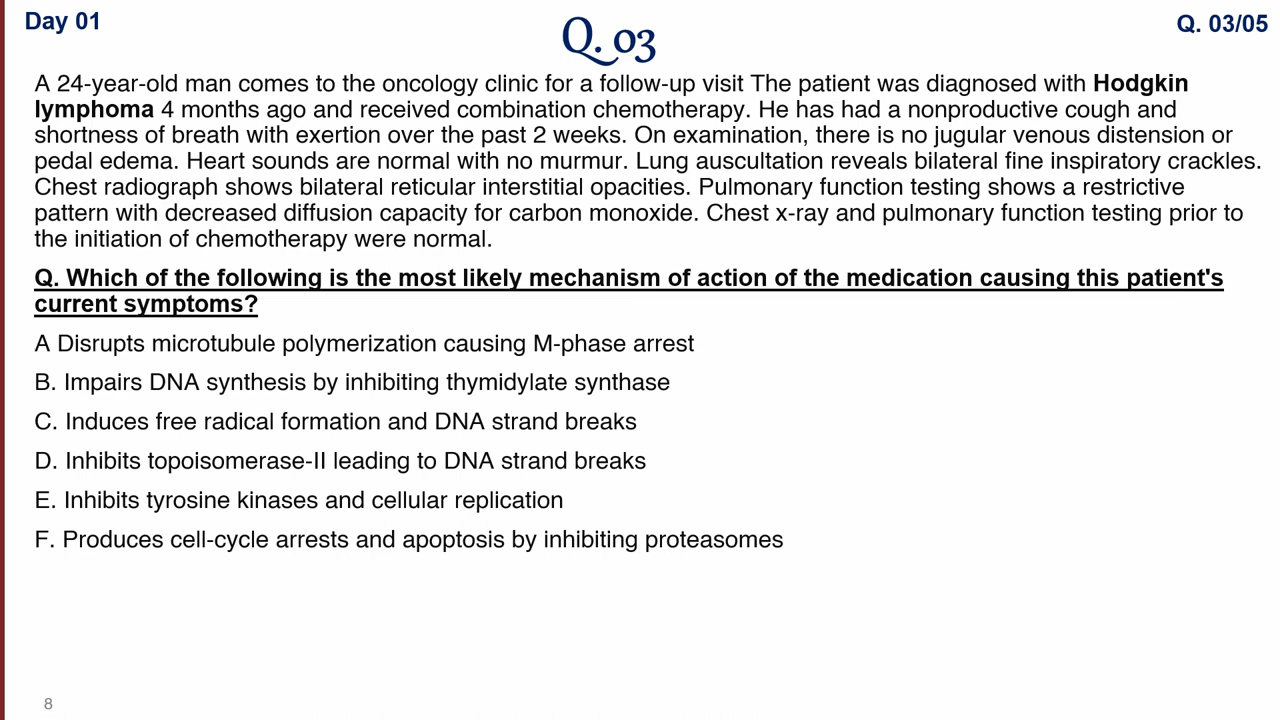 Day 01
Q. 03
Q. 03/05
A 24-year-old man comes to the oncology clinic for a follow-up visit The patient was diagnosed with Hodgkin
lymphoma 4 months ago and received combination chemotherapy. He has had a nonproductive cough and
shortness of breath with exertion over the past 2 weeks. On examination, there is no jugular venous distension or
pedal edema. Heart sounds are normal with no murmur. Lung auscultation reveals bilateral fine inspiratory crackles.
Chest radiograph shows bilateral reticular interstitial opacities. Pulmonary function testing shows a restrictive
pattern with decreased diffusion capacity for carbon monoxide. Chest x-ray and pulmonary function testing prior to
the initiation of chemotherapy were normal.
Q. Which of the following is the most likely mechanism of action of the medication causing this patient's
current symptoms?
A Disrupts microtubule polymerization causing M-phase arrest
B. Impairs DNA synthesis by inhibiting thymidylate synthase
C. Induces free radical formation and DNA strand breaks
D. Inhibits topoisomerase-II leading to DNA strand breaks
E. Inhibits tyrosine kinases and cellular replication
F. Produces cell-cycle arrests and apoptosis by inhibiting proteasomes
8